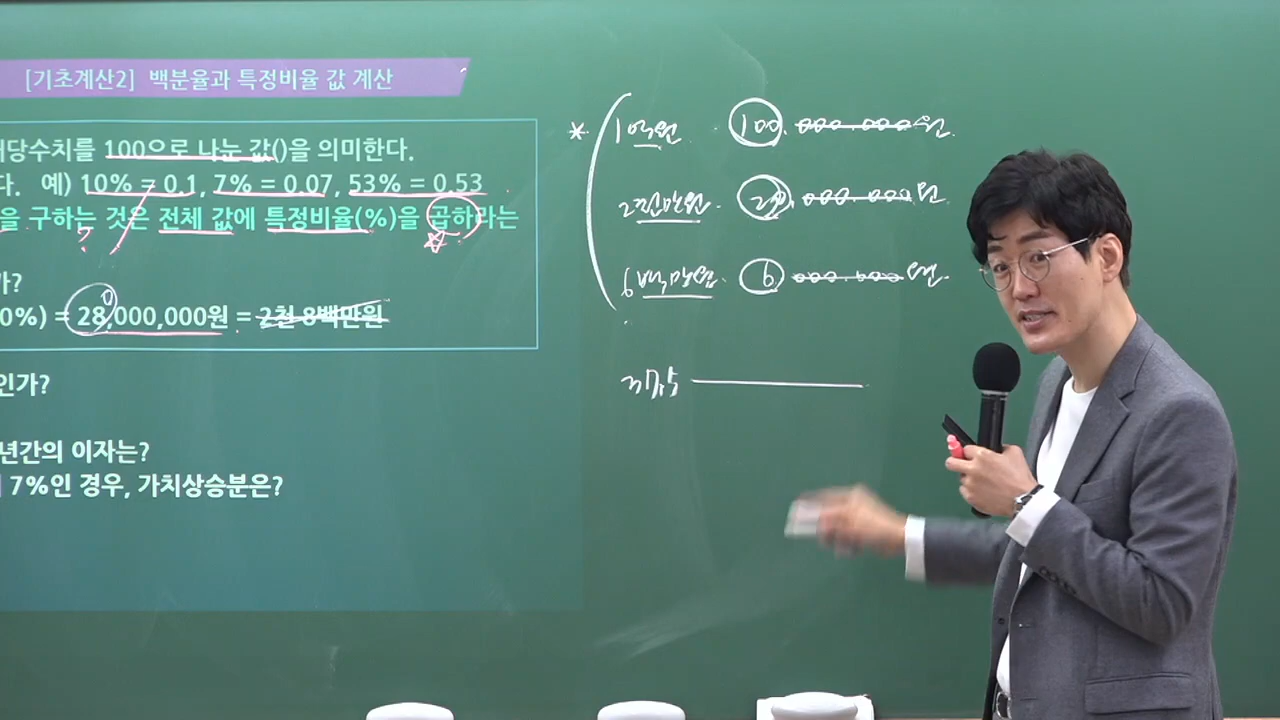 [기초계산2] 백분율과 특정비율 값 계산
해당수치를 100으로 나눈 값()을 의미한다.
다. 예) 10% = 0.1, 7% = 0.07, 53% = 0.53
을 구하는 것은 전체 값에 특정비율(%)을 곱하라는
?
가?
0%) = 28,000,000원 = 2천 8백만원
0
인가?
년간의 이자는?
7%인 경우, 가치상승분은?
* 1억원 100,000,000원
2천만원 20,000,000원
6백만원 6,000,000원